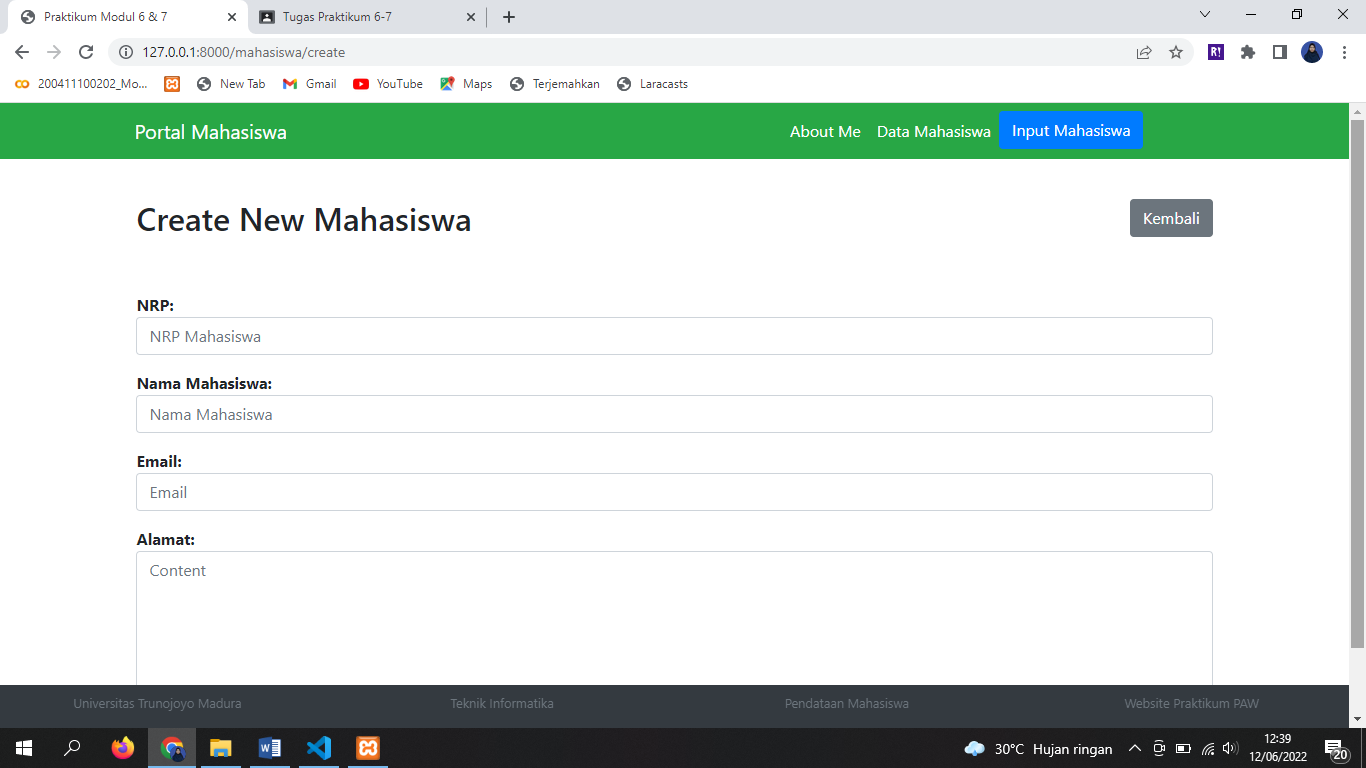 Praktikum Modul 6 & 7
Tugas Praktikum 6-7
127.0.0.1:8000/mahasiswa/create
200411100202_Mo...
New Tab
Gmail
YouTube
Maps
Terjemahkan
Laracasts
R!
Portal Mahasiswa
About Me
Data Mahasiswa
Input Mahasiswa
Create New Mahasiswa
Kembali
NRP:
NRP Mahasiswa
Nama Mahasiswa:
Nama Mahasiswa
Email:
Email
Alamat:
Content
Universitas Trunojoyo Madura
Teknik Informatika
Pendataan Mahasiswa
Website Praktikum PAW
30°C Hujan ringan
12:39
12/06/2022
20